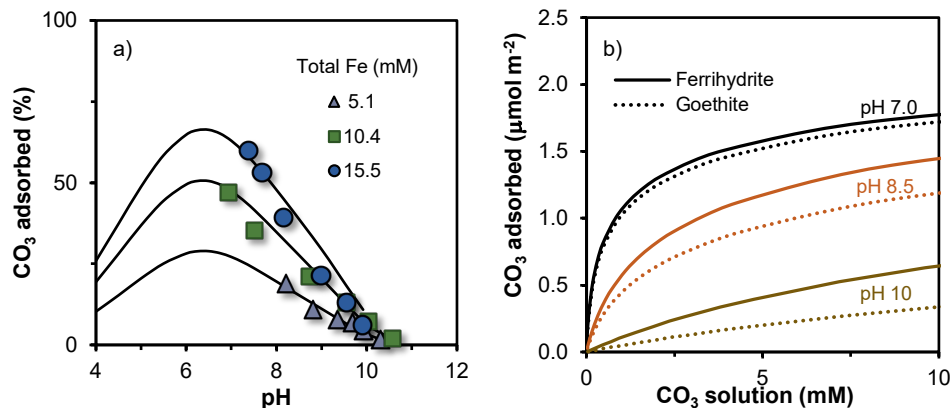 a)
Total Fe (mM)
5.1
10.4
15.5
CO₃ adsorbed (%)
100
50
0
4
6
8
10
12
pH
b)
Ferrihydrite
Goethite
pH 7.0
pH 8.5
pH 10
CO₃ adsorbed (μmol m⁻²)
2.5
2.0
1.5
1.0
0.5
0.0
0
5
10
CO₃ solution (mM)